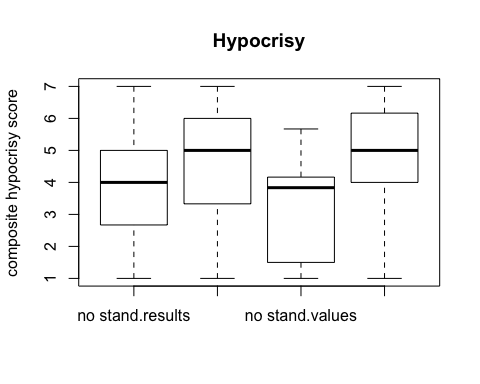 Hypocrisy
composite hypocrisy score
7
6
5
4
3
2
1
no stand.results
no stand.values